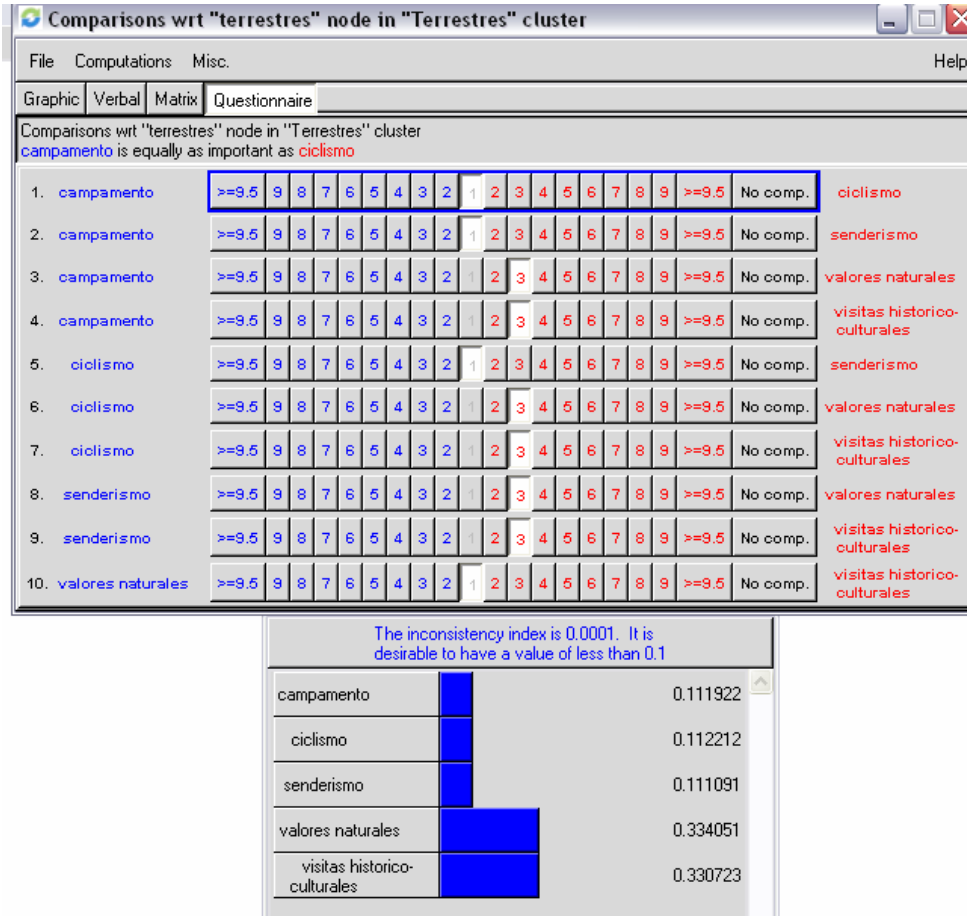 Comparisons wrt "terrestres" node in "Terrestres" cluster
File Computations Misc. Help
Graphic Verbal Matrix Questionnaire
Comparisons wrt "terrestres" node in "Terrestres" cluster
campamento is equally as important as ciclismo
1. campamento >=9.5 9 8 7 6 5 4 3 2 1 2 3 4 5 6 7 8 9 >=9.5 No comp. ciclismo
2. campamento >=9.5 9 8 7 6 5 4 3 2 1 2 3 4 5 6 7 8 9 >=9.5 No comp. senderismo
3. campamento >=9.5 9 8 7 6 5 4 3 2 1 2 3 4 5 6 7 8 9 >=9.5 No comp. valores naturales
4. campamento >=9.5 9 8 7 6 5 4 3 2 1 2 3 4 5 6 7 8 9 >=9.5 No comp. visitas historico-
culturales
5. ciclismo >=9.5 9 8 7 6 5 4 3 2 1 2 3 4 5 6 7 8 9 >=9.5 No comp. senderismo
6. ciclismo >=9.5 9 8 7 6 5 4 3 2 1 2 3 4 5 6 7 8 9 >=9.5 No comp. valores naturales
7. ciclismo >=9.5 9 8 7 6 5 4 3 2 1 2 3 4 5 6 7 8 9 >=9.5 No comp. visitas historico-
culturales
8. senderismo >=9.5 9 8 7 6 5 4 3 2 1 2 3 4 5 6 7 8 9 >=9.5 No comp. valores naturales
9. senderismo >=9.5 9 8 7 6 5 4 3 2 1 2 3 4 5 6 7 8 9 >=9.5 No comp. visitas historico-
culturales
10. valores naturales >=9.5 9 8 7 6 5 4 3 2 1 2 3 4 5 6 7 8 9 >=9.5 No comp. visitas historico-
culturales
The inconsistency index is 0.0001. It is
desirable to have a value of less than 0.1
campamento 0.111922
ciclismo 0.112212
senderismo 0.111091
valores naturales 0.334051
visitas historico-
culturales 0.330723